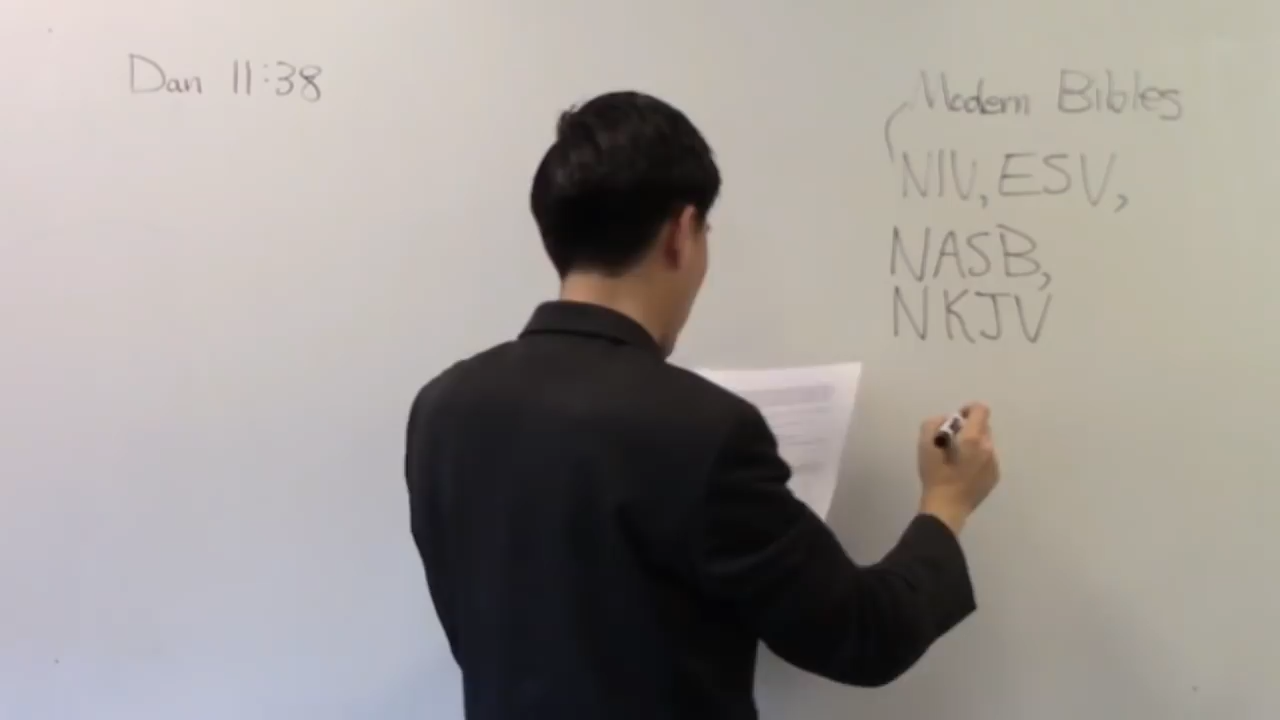 Dan 11:38
Modern Bibles
NIV, ESV,
NASB,
NKJV